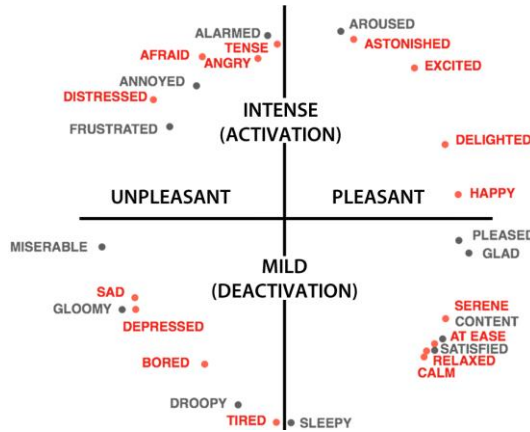 ALARMED
AROUSED
TENSE
ASTONISHED
AFRAID
ANGRY
EXCITED
ANNOYED
DISTRESSED
INTENSE
(ACTIVATION)
FRUSTRATED
DELIGHTED
UNPLEASANT
PLEASANT
HAPPY
MISERABLE
PLEASED
GLAD
MILD
(DEACTIVATION)
SAD
GLOOMY
DEPRESSED
SERENE
CONTENT
AT EASE
SATISFIED
RELAXED
CALM
BORED
DROOPY
TIRED
SLEEPY